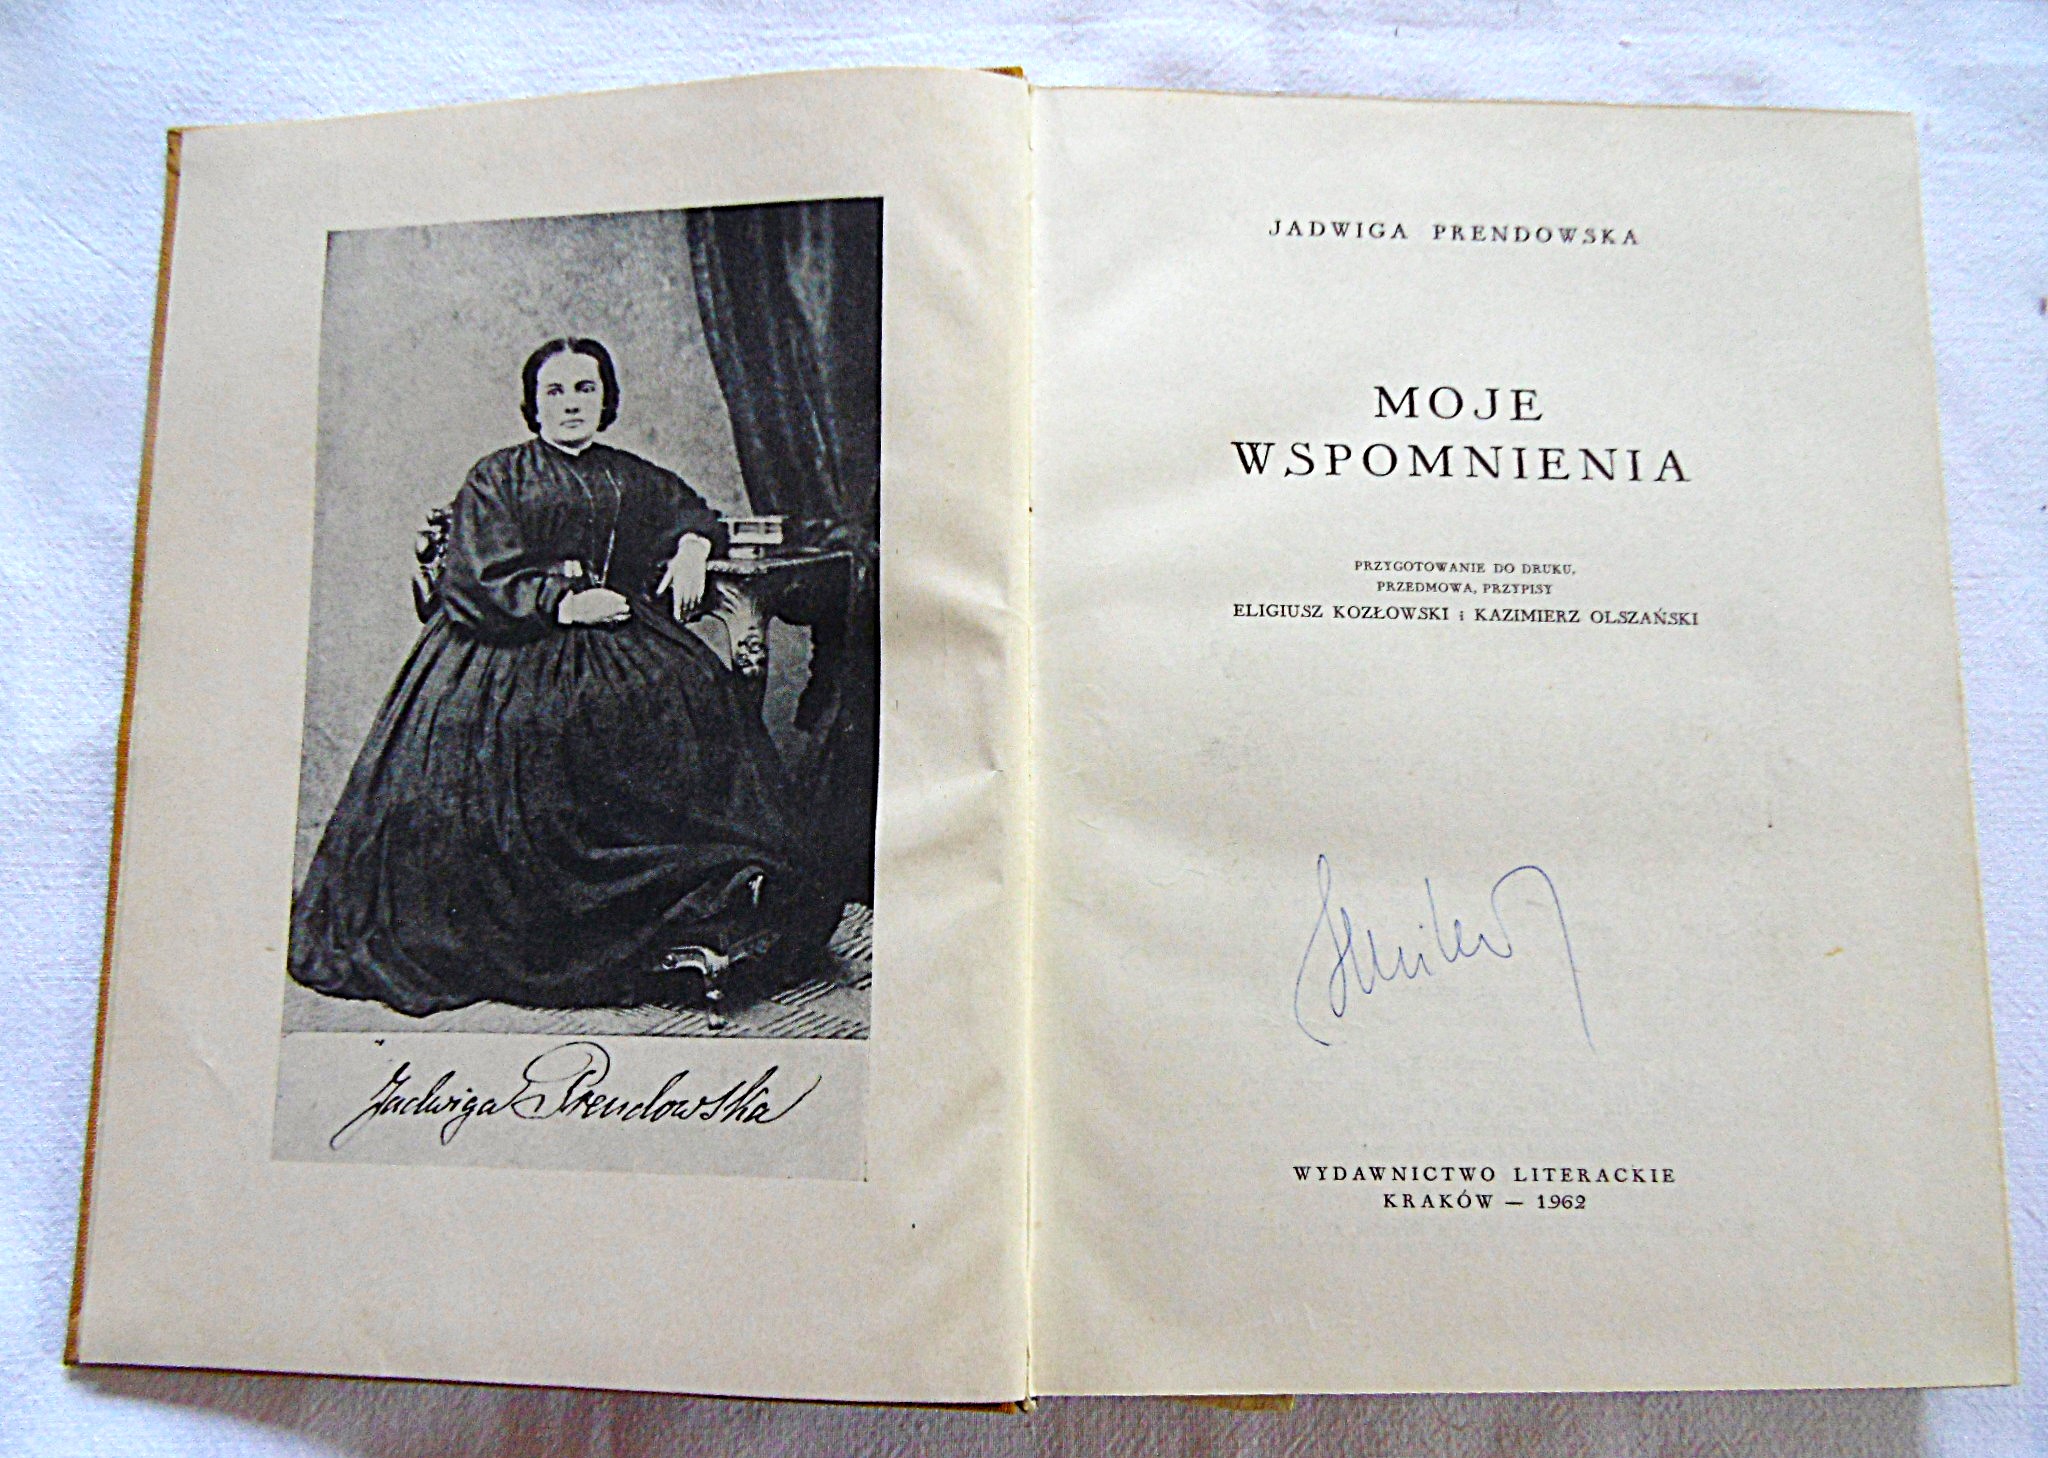 Jadwiga Prendowska
JADWIGA PRENDOWSKA
MOJE
WSPOMNIENIA
PRZYGOTOWANIE DO DRUKU,
PRZEDMOWA, PRZYPISY
ELIGIUSZ KOZŁOWSKI i KAZIMIERZ OLSZAŃSKI
WYDAWNICTWO LITERACKIE
KRAKÓW — 1962